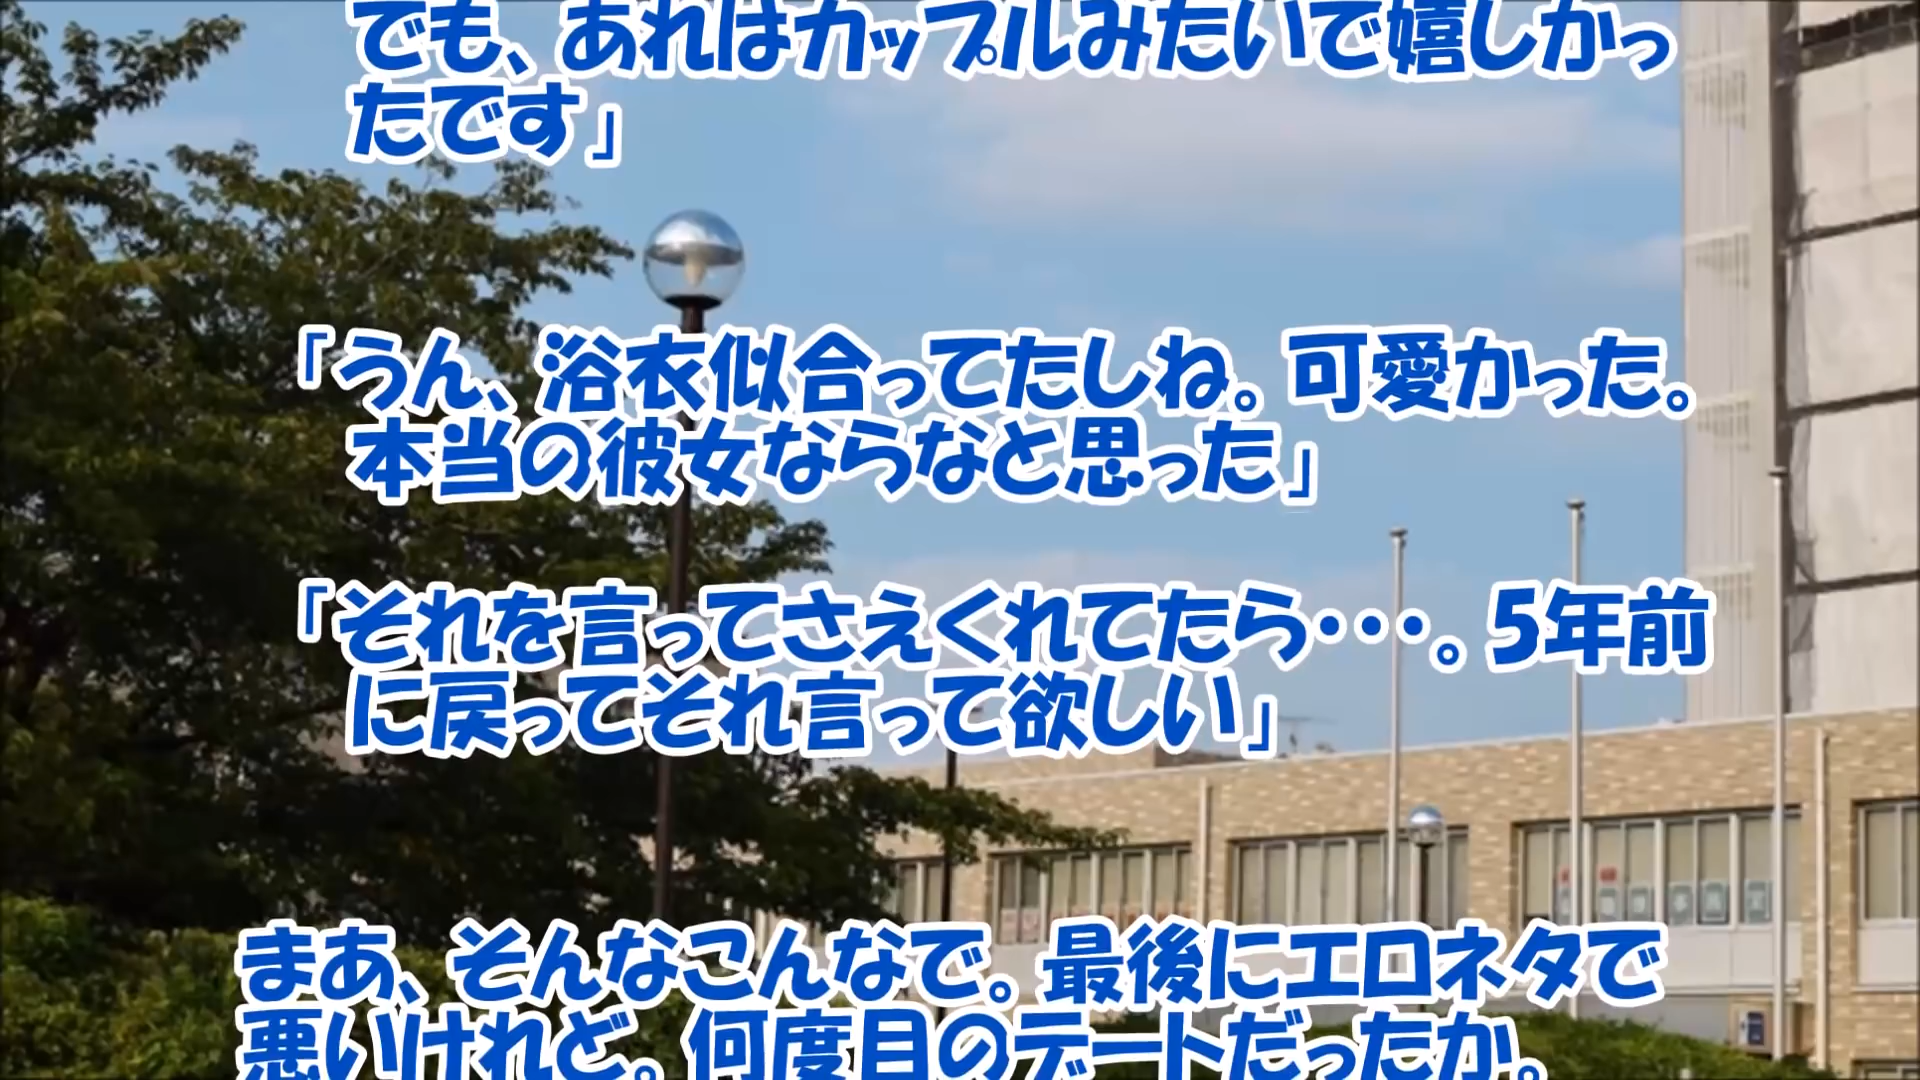 でも、あれはカップルみたいで嬉しかっ
たです」
「うん、浴衣似合ってたしね。可愛かった。
本当の彼女ならなと思った」
「それを言ってさえくれてたら･･･。5年前
に戻ってそれ言って欲しい」
まあ、そんなこんなで。最後にエロネタで
悪いけれど。何度目のデートだったか。